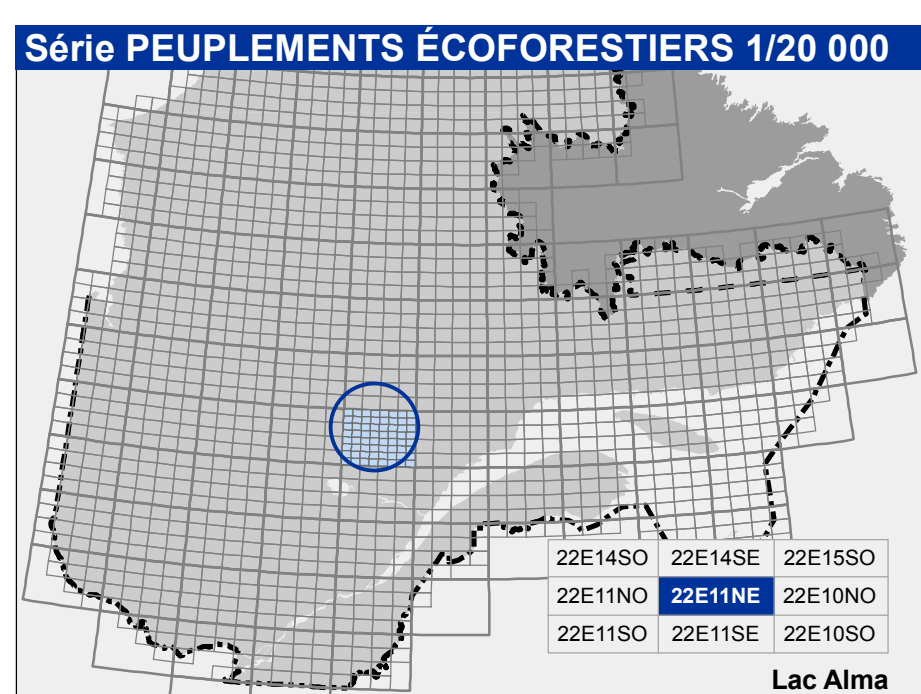 Série PEUPLEMENTS ÉCOFORESTIERS 1/20 000
22E14SO 22E14SE 22E15SO
22E11NO 22E11NE 22E10NO
22E11SO 22E11SE 22E10SO
Lac Alma